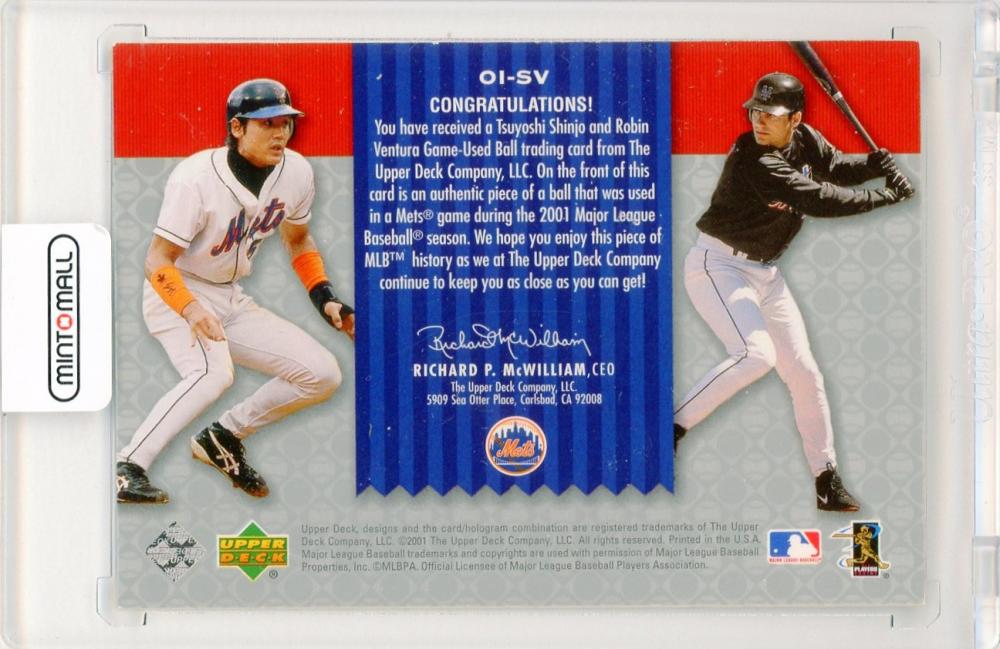 OI-SV
CONGRATULATIONS!
You have received a Tsuyoshi Shinjo and Robin
Ventura Game-Used Ball trading card from The
Upper Deck Company, LLC. On the front of this
card is an authentic piece of a ball that was used
in a Mets® game during the 2001 Major League
Baseball® season. We hope you enjoy this piece of
MLB™ history as we at The Upper Deck Company
continue to keep you as close as you can get!
Richard McWilliam
RICHARD P. McWILLIAM, CEO
The Upper Deck Company, LLC.
5909 Sea Otter Place, Carlsbad, CA 92008
Mets
Mets
MINTOMALL
UPPER
DECK
®
Upper Deck, designs and the card/hologram combination are registered trademarks of The Upper
Deck Company, LLC. ©2001 The Upper Deck Company, LLC. All rights reserved. Printed in the U.S.A.
Major League Baseball trademarks and copyrights are used with permission of Major League Baseball
Properties, Inc. ©MLBPA. Official Licensee of Major League Baseball Players Association.
MAJOR LEAGUE BASEBALL
PLAYERS
CHOICE